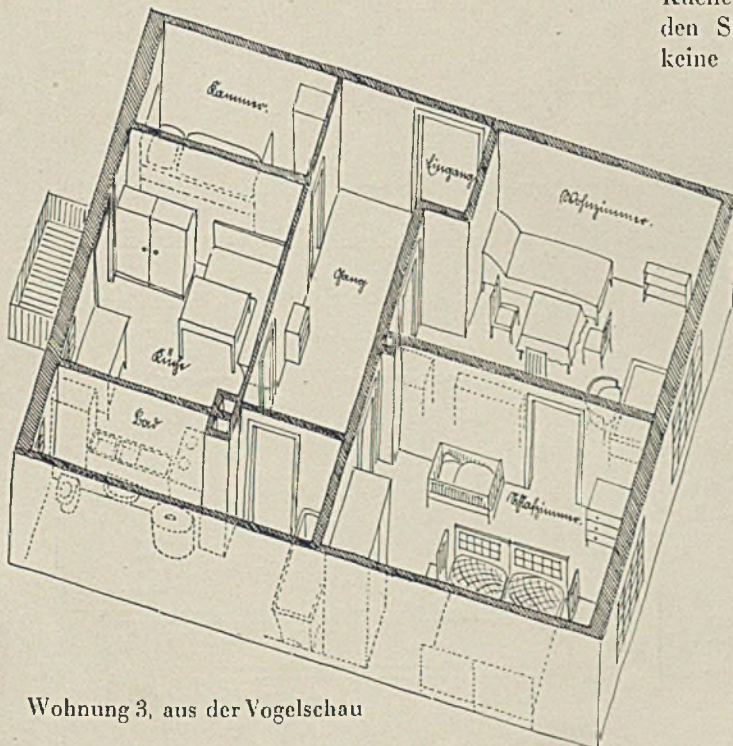 Küche
den S
keine
Kammer.
Eingang
Wohnzimmer.
Gang
Küche
Bad
Schlafzimmer.
Wohnung 3, aus der Vogelschau